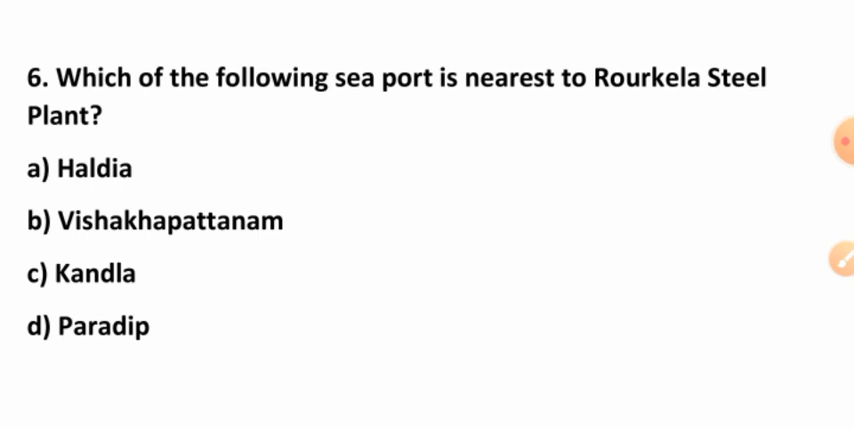 6. Which of the following sea port is nearest to Rourkela Steel
Plant?
a) Haldia
b) Vishakhapattanam
c) Kandla
d) Paradip